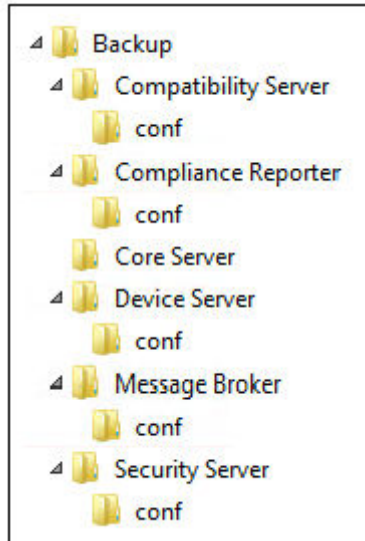 Backup
Compatibility Server
conf
Compliance Reporter
conf
Core Server
Device Server
conf
Message Broker
conf
Security Server
conf